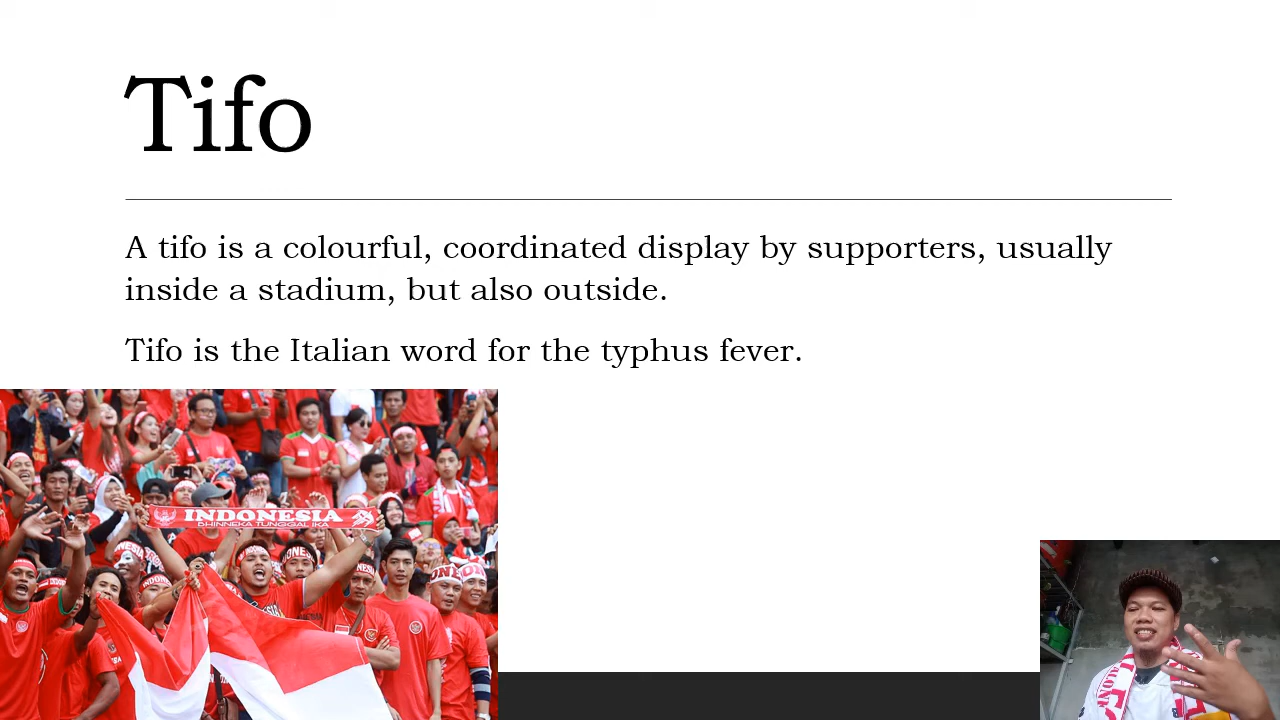 Tifo
A tifo is a colourful, coordinated display by supporters, usually
inside a stadium, but also outside.
Tifo is the Italian word for the typhus fever.
INDONESIA
BHINNEKA TUNGGAL IKA